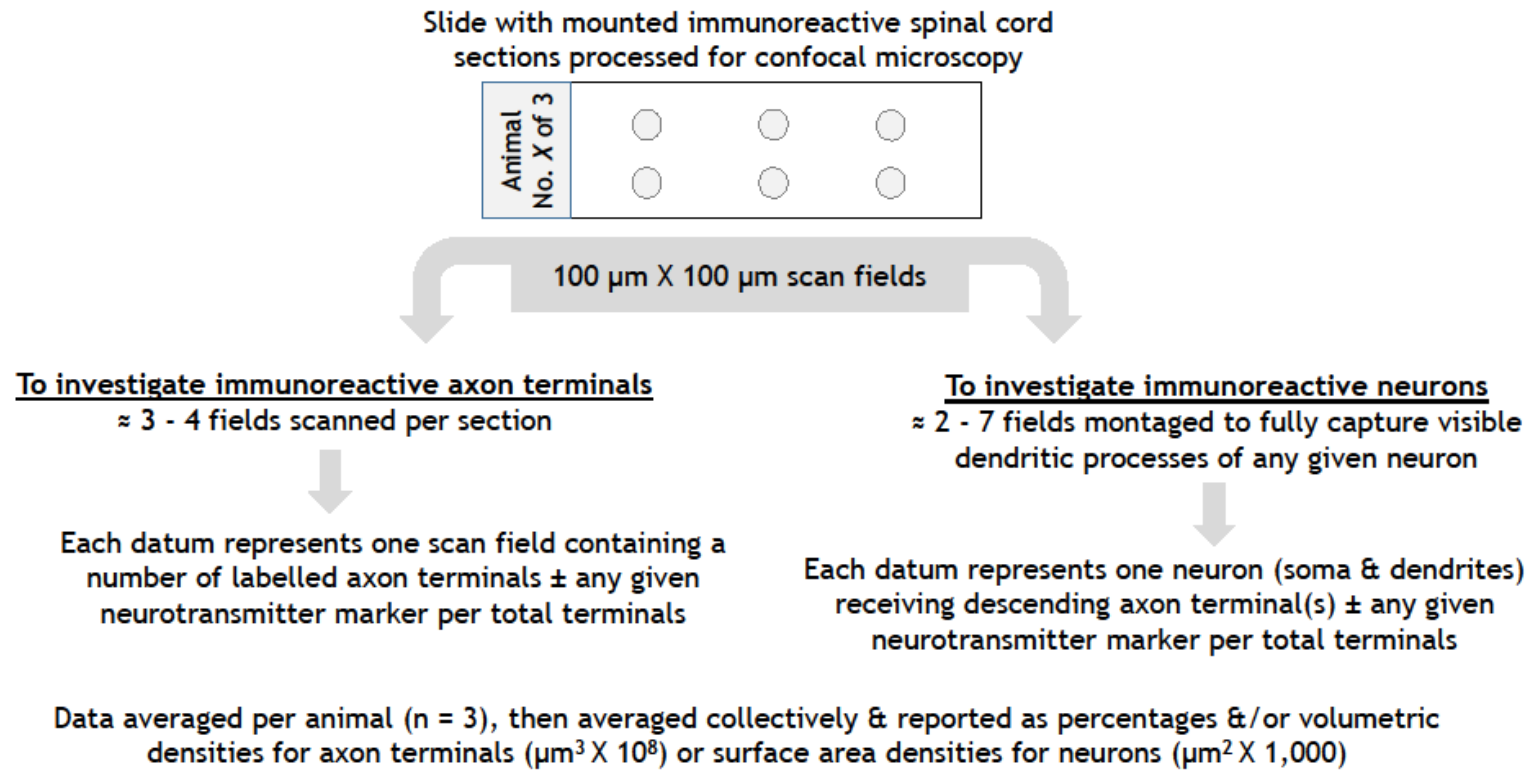 Slide with mounted immunoreactive spinal cord
sections processed for confocal microscopy
Animal
No. X of 3
100 µm X 100 µm scan fields
To investigate immunoreactive axon terminals
≈ 3 - 4 fields scanned per section
Each datum represents one scan field containing a
number of labelled axon terminals ± any given
neurotransmitter marker per total terminals
To investigate immunoreactive neurons
≈ 2 - 7 fields montaged to fully capture visible
dendritic processes of any given neuron
Each datum represents one neuron (soma & dendrites)
receiving descending axon terminal(s) ± any given
neurotransmitter marker per total terminals
Data averaged per animal (n = 3), then averaged collectively & reported as percentages &/or volumetric
densities for axon terminals (µm³ X 10⁸) or surface area densities for neurons (µm² X 1,000)